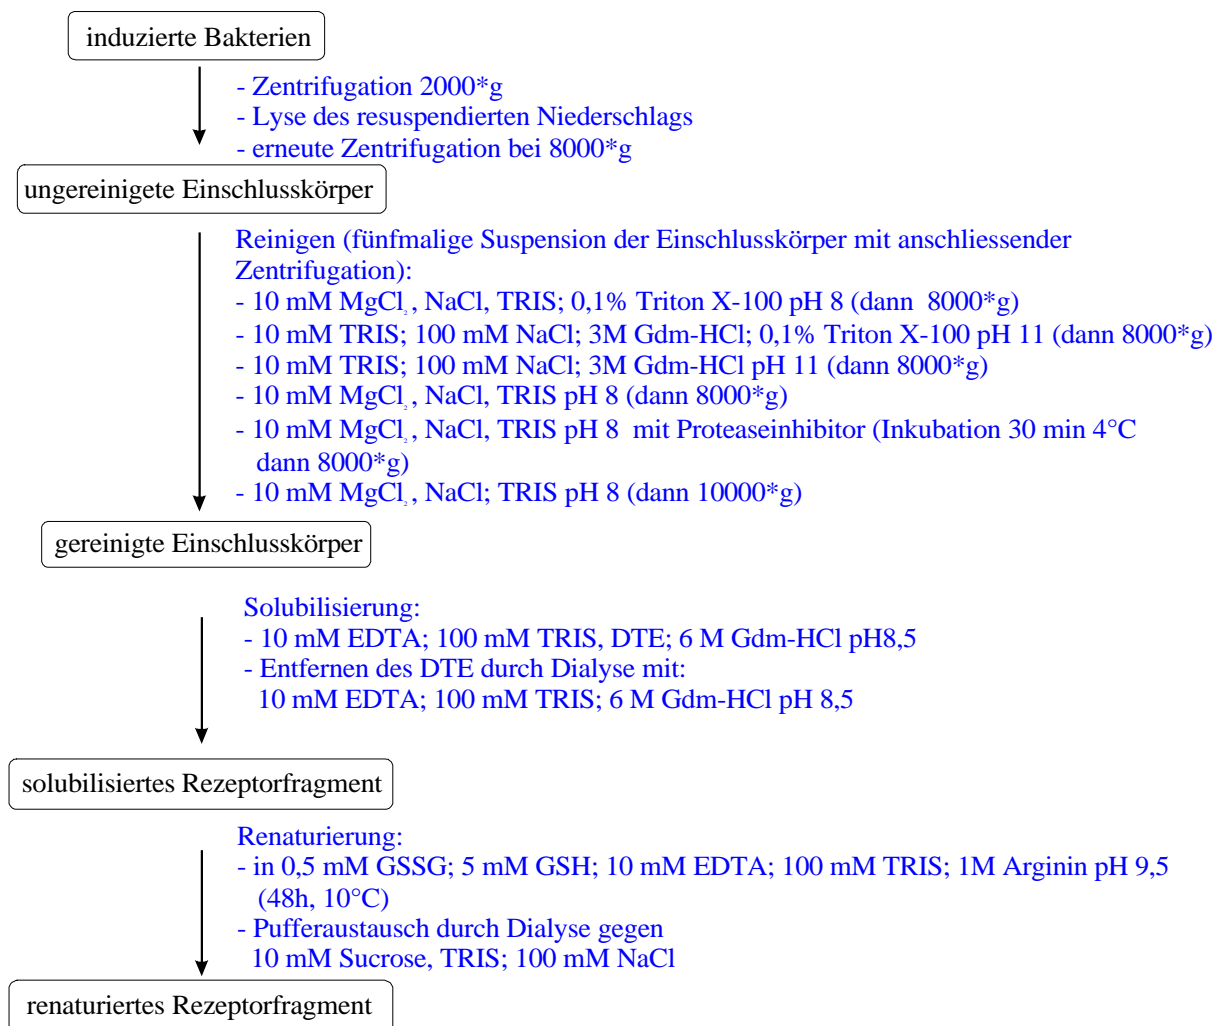 induzierte Bakterien
- Zentrifugation 2000*g
- Lyse des resuspendierten Niederschlags
- erneute Zentrifugation bei 8000*g
ungereinigete Einschlusskörper
Reinigen (fünfmalige Suspension der Einschlusskörper mit anschliessender
Zentrifugation):
- 10 mM MgCl₂, NaCl, TRIS; 0,1% Triton X-100 pH 8 (dann 8000*g)
- 10 mM TRIS; 100 mM NaCl; 3M Gdm-HCl; 0,1% Triton X-100 pH 11 (dann 8000*g)
- 10 mM TRIS; 100 mM NaCl; 3M Gdm-HCl pH 11 (dann 8000*g)
- 10 mM MgCl₂, NaCl, TRIS pH 8 (dann 8000*g)
- 10 mM MgCl₂, NaCl, TRIS pH 8 mit Proteaseinhibitor (Inkubation 30 min 4°C
dann 8000*g)
- 10 mM MgCl₂, NaCl; TRIS pH 8 (dann 10000*g)
gereinigte Einschlusskörper
Solubilisierung:
- 10 mM EDTA; 100 mM TRIS, DTE; 6 M Gdm-HCl pH8,5
- Entfernen des DTE durch Dialyse mit:
10 mM EDTA; 100 mM TRIS; 6 M Gdm-HCl pH 8,5
solubilisiertes Rezeptorfragment
Renaturierung:
- in 0,5 mM GSSG; 5 mM GSH; 10 mM EDTA; 100 mM TRIS; 1M Arginin pH 9,5
(48h, 10°C)
- Pufferaustausch durch Dialyse gegen
10 mM Sucrose, TRIS; 100 mM NaCl
renaturiertes Rezeptorfragment